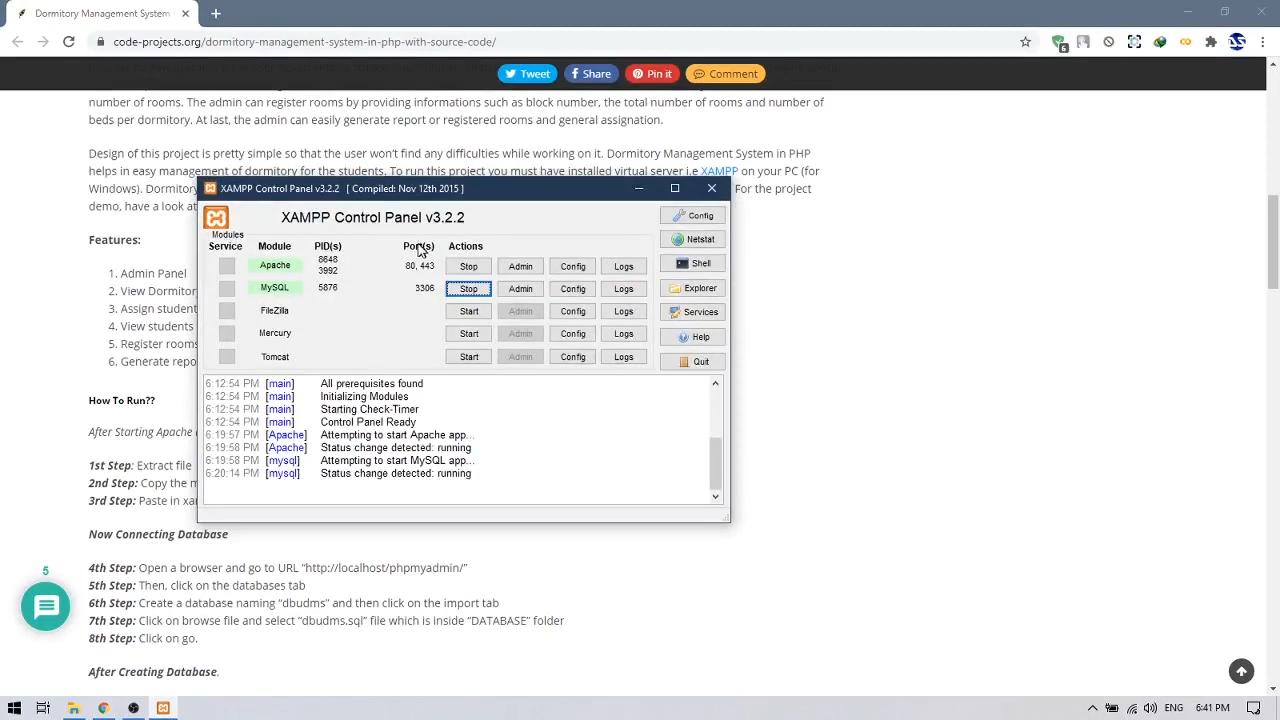 Dormitory Management System
code-projects.org/dormitory-management-system-in-php-with-source-code/
6
Tweet Share Pin it Comment
number of rooms. The admin can register rooms by providing informations such as block number, the total number of rooms and number of
beds per dormitory. At last, the admin can easily generate report or registered rooms and general assignation.
Design of this project is pretty simple so that the user won't find any difficulties while working on it. Dormitory Management System in PHP
helps in easy management of dormitory for the students. To run this project you must have installed virtual server i.e XAMPP on your PC (for
Windows). Dormitory
For the project
demo, have a look at
Features:
1. Admin Panel
2. View Dormitor
3. Assign student
4. View students
5. Register rooms
6. Generate repo
How To Run??
After Starting Apache
1st Step: Extract file
2nd Step: Copy the m
3rd Step: Paste in xam
Now Connecting Database
4th Step: Open a browser and go to URL “http://localhost/phpmyadmin/”
5th Step: Then, click on the databases tab
6th Step: Create a database naming “dbudms” and then click on the import tab
7th Step: Click on browse file and select “dbudms.sql” file which is inside “DATABASE” folder
8th Step: Click on go.
After Creating Database.
5
XAMPP Control Panel v3.2.2 [ Compiled: Nov 12th 2015 ]
XAMPP Control Panel v3.2.2
Config
Modules
Service Module PID(s) Port(s) Actions
Netstat
Apache 8648 3992 80, 443 Stop Admin Config Logs
Shell
MySQL 5876 3306 Stop Admin Config Logs
Explorer
FileZilla Start Admin Config Logs
Services
Mercury Start Admin Config Logs
Help
Tomcat Start Admin Config Logs
Quit
6:12:54 PM [main] All prerequisites found
6:12:54 PM [main] Initializing Modules
6:12:54 PM [main] Starting Check-Timer
6:12:54 PM [main] Control Panel Ready
6:19:57 PM [Apache] Attempting to start Apache app...
6:19:58 PM [Apache] Status change detected: running
6:19:58 PM [mysql] Attempting to start MySQL app...
6:20:14 PM [mysql] Status change detected: running
ENG 6:41 PM